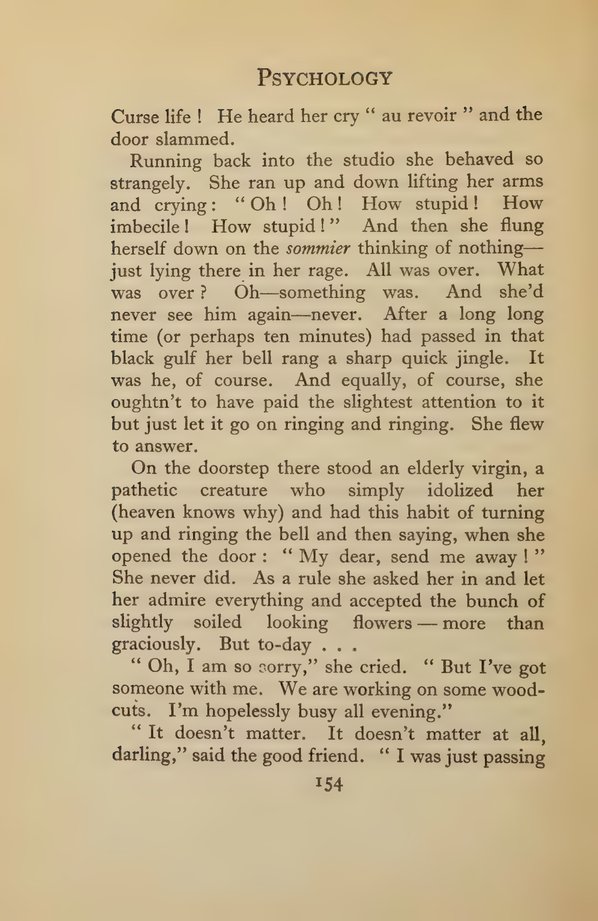 PSYCHOLOGY
Curse life ! He heard her cry “ au revoir ” and the
door slammed.
Running back into the studio she behaved so
strangely. She ran up and down lifting her arms
and crying : “ Oh ! Oh ! How stupid ! How
imbecile ! How stupid ! ” And then she flung
herself down on the sommier thinking of nothing—
just lying there in her rage. All was over. What
was over ? Oh—something was. And she’d
never see him again—never. After a long long
time (or perhaps ten minutes) had passed in that
black gulf her bell rang a sharp quick jingle. It
was he, of course. And equally, of course, she
oughtn’t to have paid the slightest attention to it
but just let it go on ringing and ringing. She flew
to answer.
On the doorstep there stood an elderly virgin, a
pathetic creature who simply idolized her
(heaven knows why) and had this habit of turning
up and ringing the bell and then saying, when she
opened the door : “ My dear, send me away ! ”
She never did. As a rule she asked her in and let
her admire everything and accepted the bunch of
slightly soiled looking flowers — more than
graciously. But to-day . . .
“ Oh, I am so sorry,” she cried. “ But I’ve got
someone with me. We are working on some wood-
cuts. I’m hopelessly busy all evening.”
“ It doesn’t matter. It doesn’t matter at all,
darling,” said the good friend. “ I was just passing
154